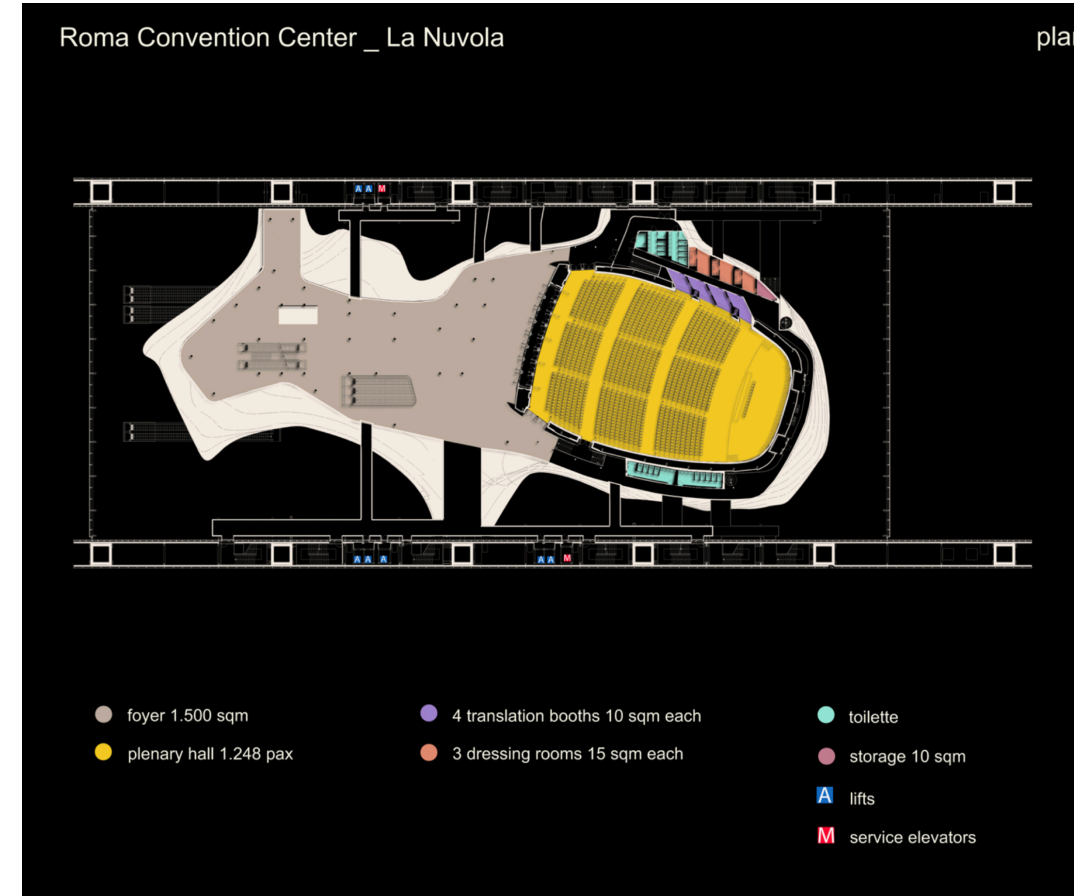 Roma Convention Center _ La Nuvola
A A M
A A A
A A M
foyer 1.500 sqm
plenary hall 1.248 pax
4 translation booths 10 sqm each
3 dressing rooms 15 sqm each
toilette
storage 10 sqm
A lifts
M service elevators